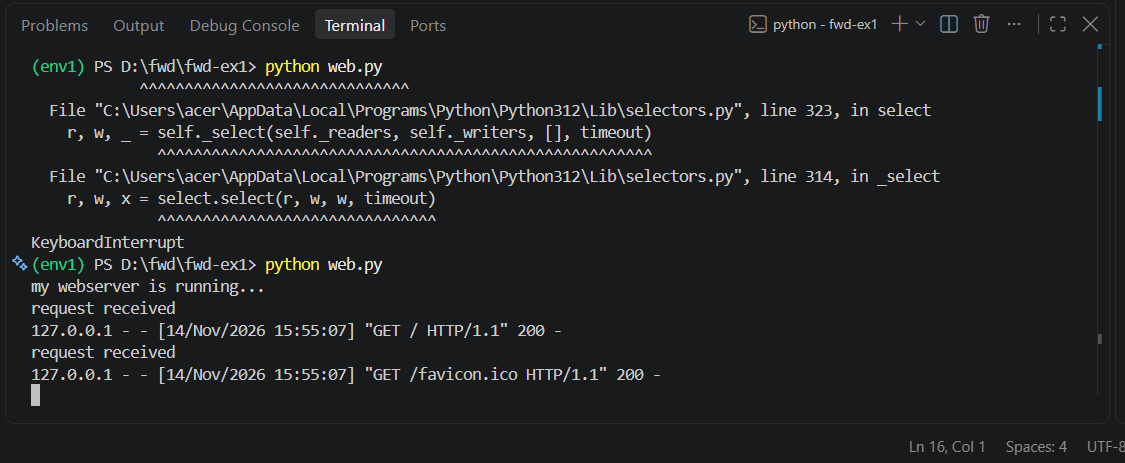 Problems Output Debug Console Terminal Ports python - fwd-ex1
(env1) PS D:\fwd\fwd-ex1> python web.py
^^^^^^^^^^^^^^^^^^^^^^^^^^^^^^
File "C:\Users\acer\AppData\Local\Programs\Python\Python312\Lib\selectors.py", line 323, in select
r, w, _ = self._select(self._readers, self._writers, [], timeout)
^^^^^^^^^^^^^^^^^^^^^^^^^^^^^^^^^^^^^^^^^^^^^^^^^^^^^^^
File "C:\Users\acer\AppData\Local\Programs\Python\Python312\Lib\selectors.py", line 314, in _select
r, w, x = select.select(r, w, w, timeout)
^^^^^^^^^^^^^^^^^^^^^^^^^^^^^^^
KeyboardInterrupt
(env1) PS D:\fwd\fwd-ex1> python web.py
my webserver is running...
request received
127.0.0.1 - - [14/Nov/2026 15:55:07] "GET / HTTP/1.1" 200 -
request received
127.0.0.1 - - [14/Nov/2026 15:55:07] "GET /favicon.ico HTTP/1.1" 200 -
Ln 16, Col 1 Spaces: 4 UTF-8